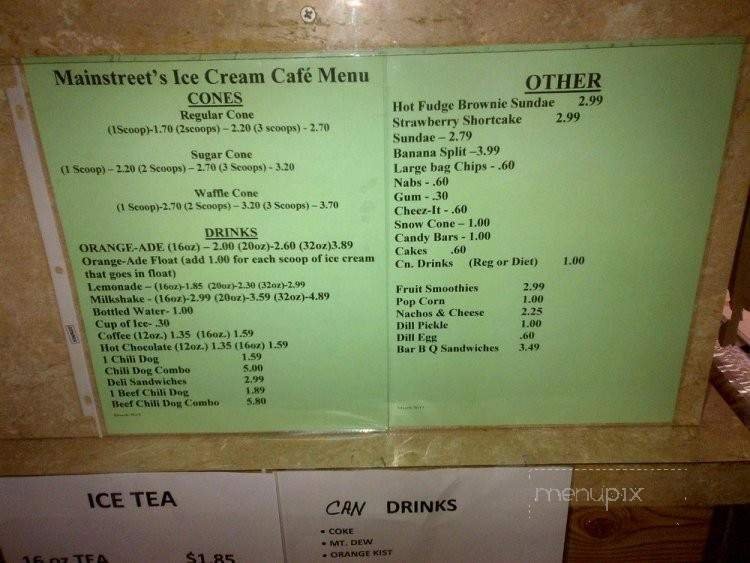 Mainstreet's Ice Cream Café Menu
CONES
Regular Cone
(1Scoop)-1.70 (2scoops) – 2.20 (3 scoops) - 2.70
Sugar Cone
(1 Scoop) – 2.20 (2 Scoops) – 2.70 (3 Scoops) - 3.20
Waffle Cone
(1 Scoop)-2.70 (2 Scoops) – 3.20 (3 Scoops) – 3.70
DRINKS
ORANGE-ADE (16oz) – 2.00 (20oz)-2.60 (32oz)3.89
Orange-Ade Float (add 1.00 for each scoop of ice cream
that goes in float)
Lemonade – (16oz)-1.85 (20oz)-2.30 (32oz)-2.99
Milkshake - (16oz)-2.99 (20oz)-3.59 (32oz)-4.89
Bottled Water- 1.00
Cup of Ice- .30
Coffee (12oz.) 1.35 (16oz.) 1.59
Hot Chocolate (12oz.) 1.35 (16oz) 1.59
1 Chili Dog 1.59
Chili Dog Combo 5.00
Deli Sandwiches 2.99
1 Beef Chili Dog 1.89
Beef Chili Dog Combo 5.80
OTHER
Hot Fudge Brownie Sundae 2.99
Strawberry Shortcake 2.99
Sundae – 2.79
Banana Split –3.99
Large bag Chips - .60
Nabs - .60
Gum - .30
Cheez-It - .60
Snow Cone – 1.00
Candy Bars - 1.00
Cakes .60
Cn. Drinks (Reg or Diet) 1.00
Fruit Smoothies 2.99
Pop Corn 1.00
Nachos & Cheese 2.25
Dill Pickle 1.00
Dill Egg .60
Bar B Q Sandwiches 3.49
ICE TEA
16 oz TEA $1.85
CAN DRINKS
• COKE
• MT. DEW
• ORANGE KIST
menupix